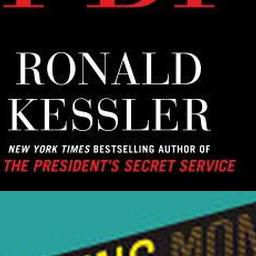 RONALD
KESSLER
NEW YORK TIMES BESTSELLING AUTHOR OF
THE PRESIDENT'S SECRET SERVICE